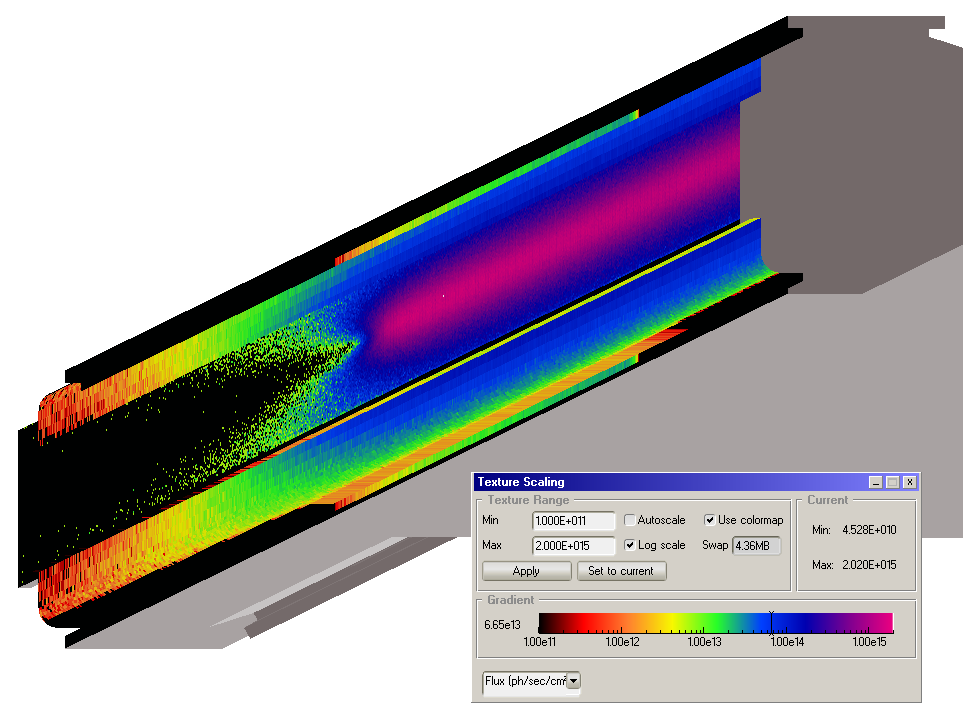 Texture Scaling
Texture Range
Min 1.000E+011 Autoscale Use colormap
Max 2.000E+015 Log scale Swap 4.36MB
Apply Set to current
Current
Min: 4.528E+010
Max: 2.020E+015
Gradient
6.65e13
1.00e11 1.00e12 1.00e13 1.00e14 1.00e15
Flux (ph/sec/cm²